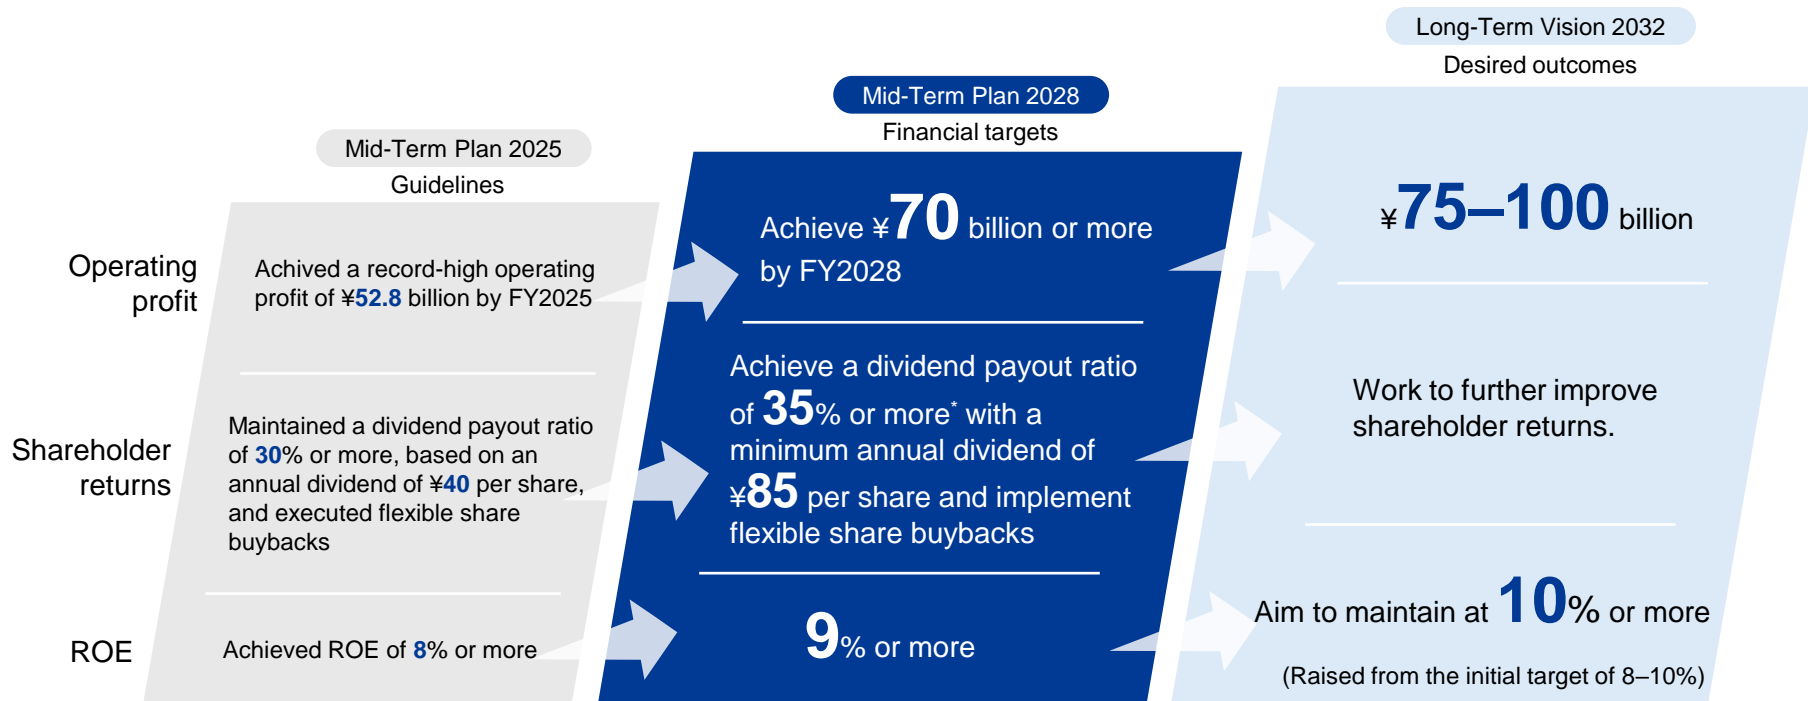 Long-Term Vision 2032
Desired outcomes
Mid-Term Plan 2028
Financial targets
Mid-Term Plan 2025
Guidelines
Operating
profit
Achived a record-high operating
profit of ¥52.8 billion by FY2025
Achieve ¥70 billion or more
by FY2028
¥75–100 billion
Shareholder
returns
Maintained a dividend payout ratio
of 30% or more, based on an
annual dividend of ¥40 per share,
and executed flexible share
buybacks
Achieve a dividend payout ratio
of 35% or more* with a
minimum annual dividend of
¥85 per share and implement
flexible share buybacks
Work to further improve
shareholder returns.
ROE
Achieved ROE of 8% or more
9% or more
Aim to maintain at 10% or more
(Raised from the initial target of 8–10%)